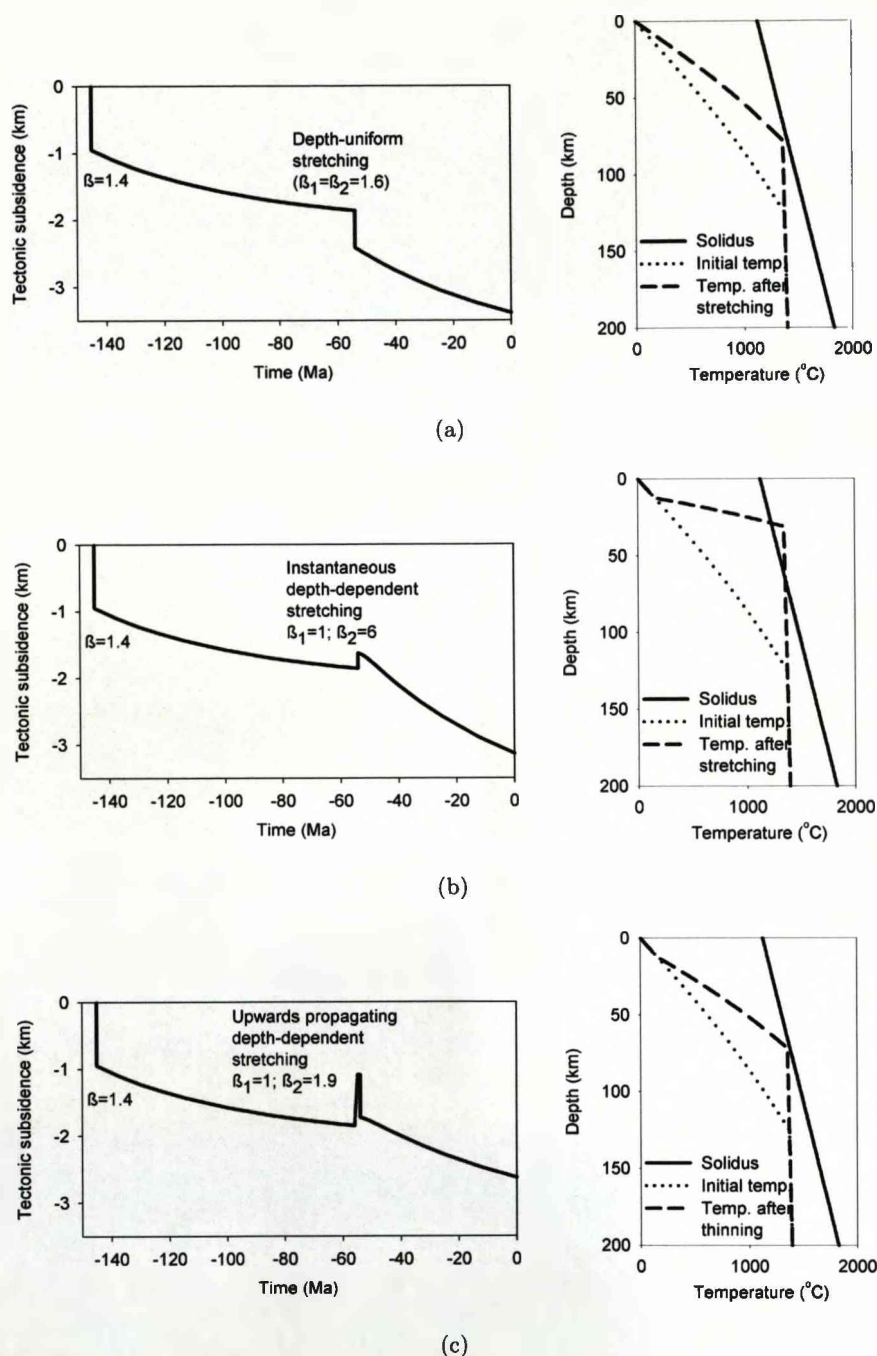 0
-1
-2
-3
Tectonic subsidence (km)
ß=1.4
Depth-uniform
stretching
(ß₁=ß₂=1.6)
-140 -120 -100 -80 -60 -40 -20 0
Time (Ma)
0
50
100
150
200
Depth (km)
Solidus
Initial temp.
Temp. after
stretching
0 1000 2000
Temperature (°C)
(a)
0
-1
-2
-3
Tectonic subsidence (km)
ß=1.4
Instantaneous
depth-dependent
stretching
ß₁=1; ß₂=6
-140 -120 -100 -80 -60 -40 -20 0
Time (Ma)
0
50
100
150
200
Depth (km)
Solidus
Initial temp.
Temp. after
stretching
0 1000 2000
Temperature (°C)
(b)
0
-1
-2
-3
Tectonic subsidence (km)
ß=1.4
Upwards propagating
depth-dependent
stretching
ß₁=1; ß₂=1.9
-140 -120 -100 -80 -60 -40 -20 0
Time (Ma)
0
50
100
150
200
Depth (km)
Solidus
Initial temp.
Temp. after
thinning
0 1000 2000
Temperature (°C)
(c)